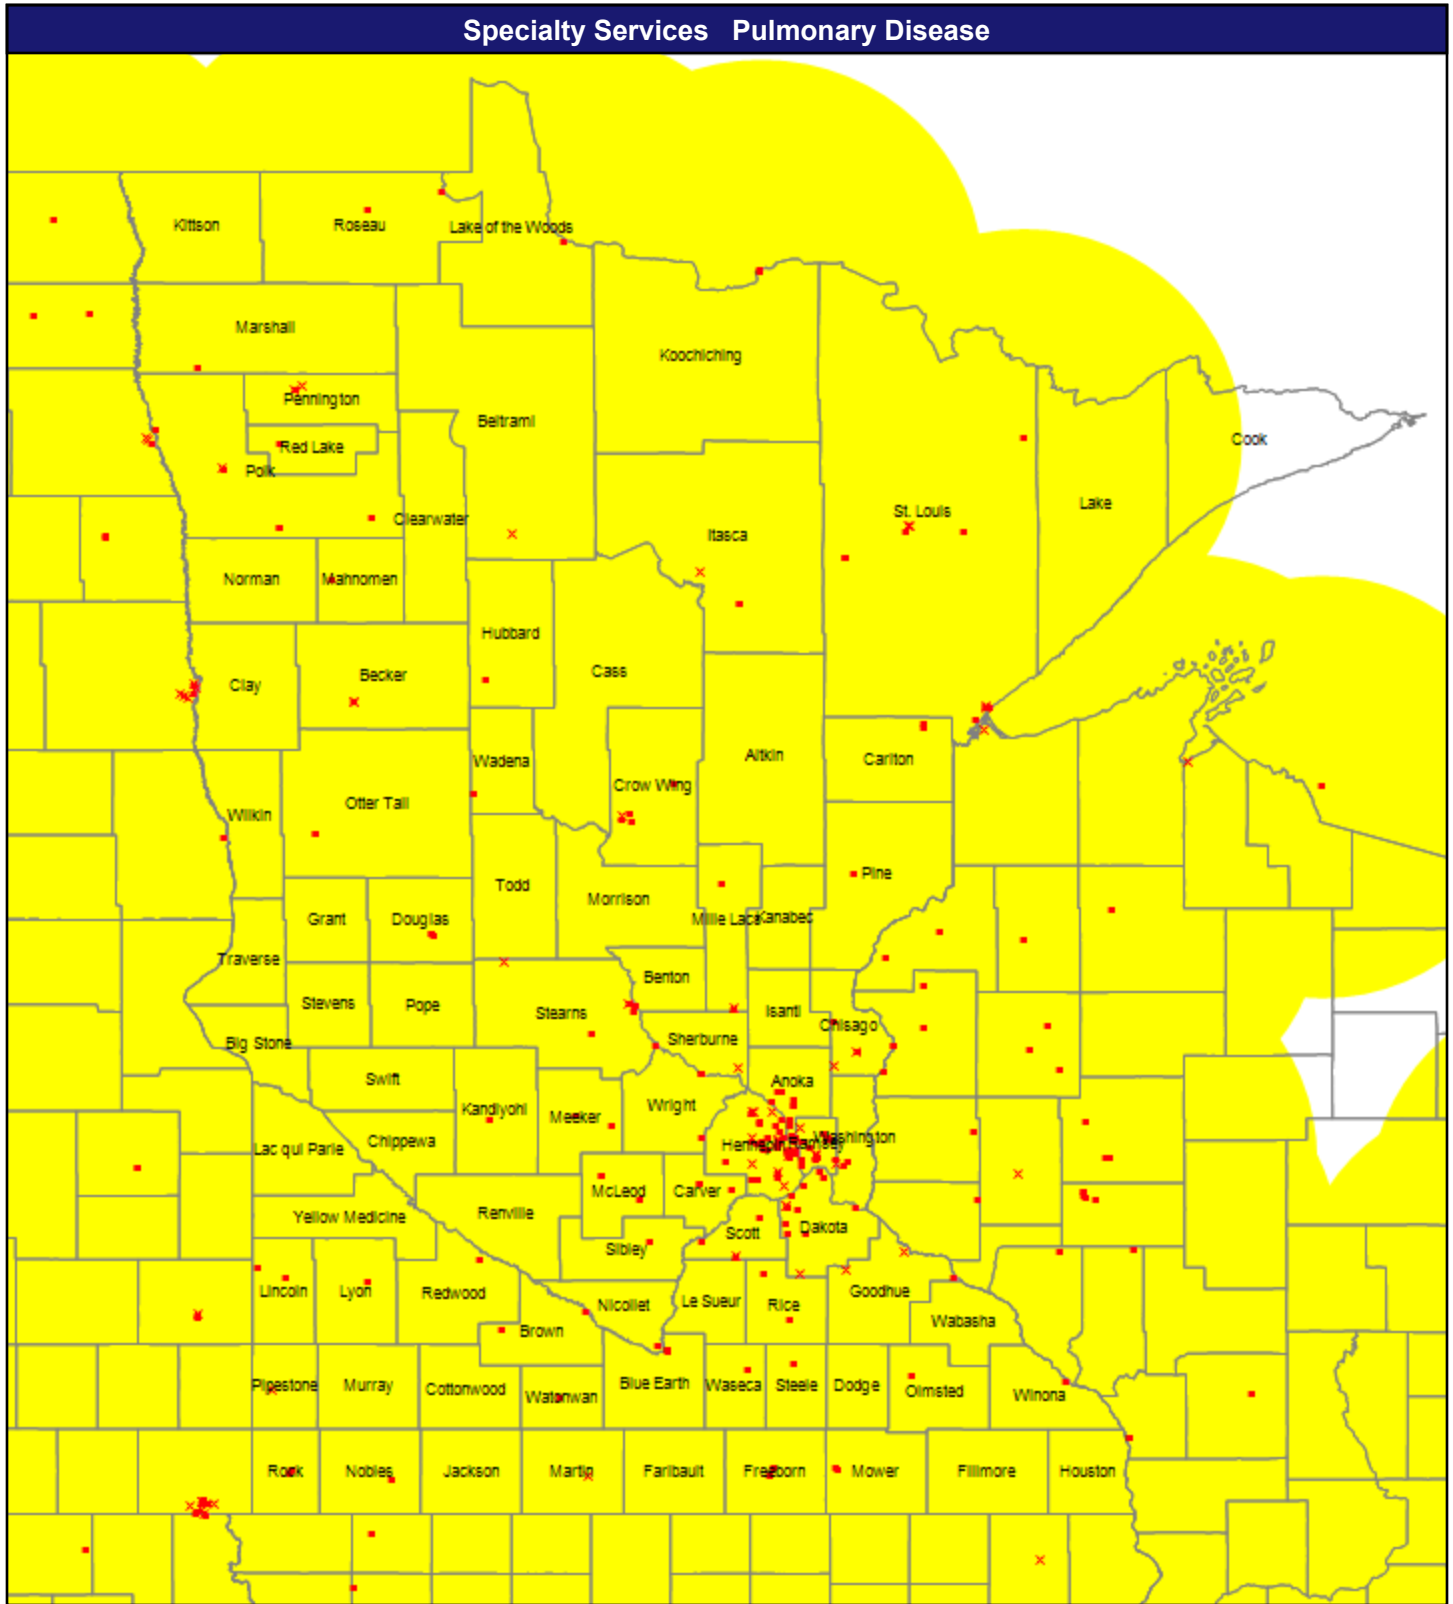 Specialty Services Pulmonary Disease
Kittson
Roseau
Lake of the Woods
Marshall
Koochiching
Pennington
Beltrami
Cook
Red Lake
Polk
Lake
St. Louis
Clearwater
Itasca
Norman
Mahnomen
Hubbard
Cass
Becker
Clay
Aitkin
Carlton
Wadena
Crow Wing
Otter Tail
Wilkin
Pine
Todd
Morrison
Grant
Douglas
Mille Lacs
Kanabec
Traverse
Benton
Stevens
Pope
Stearns
Isanti
Chisago
Sherburne
Big Stone
Swift
Anoka
Wright
Kandiyohi
Meeker
Chippewa
Washington
Hennepin
Ramsey
Lac qui Parle
McLeod
Carver
Renville
Yellow Medicine
Scott
Dakota
Sibley
Lincoln
Lyon
Redwood
Goodhue
Le Sueur
Nicollet
Rice
Wabasha
Brown
Pipestone
Murray
Cottonwood
Watonwan
Blue Earth
Waseca
Steele
Dodge
Olmsted
Winona
Rock
Nobles
Jackson
Martin
Faribault
Freeborn
Mower
Fillmore
Houston